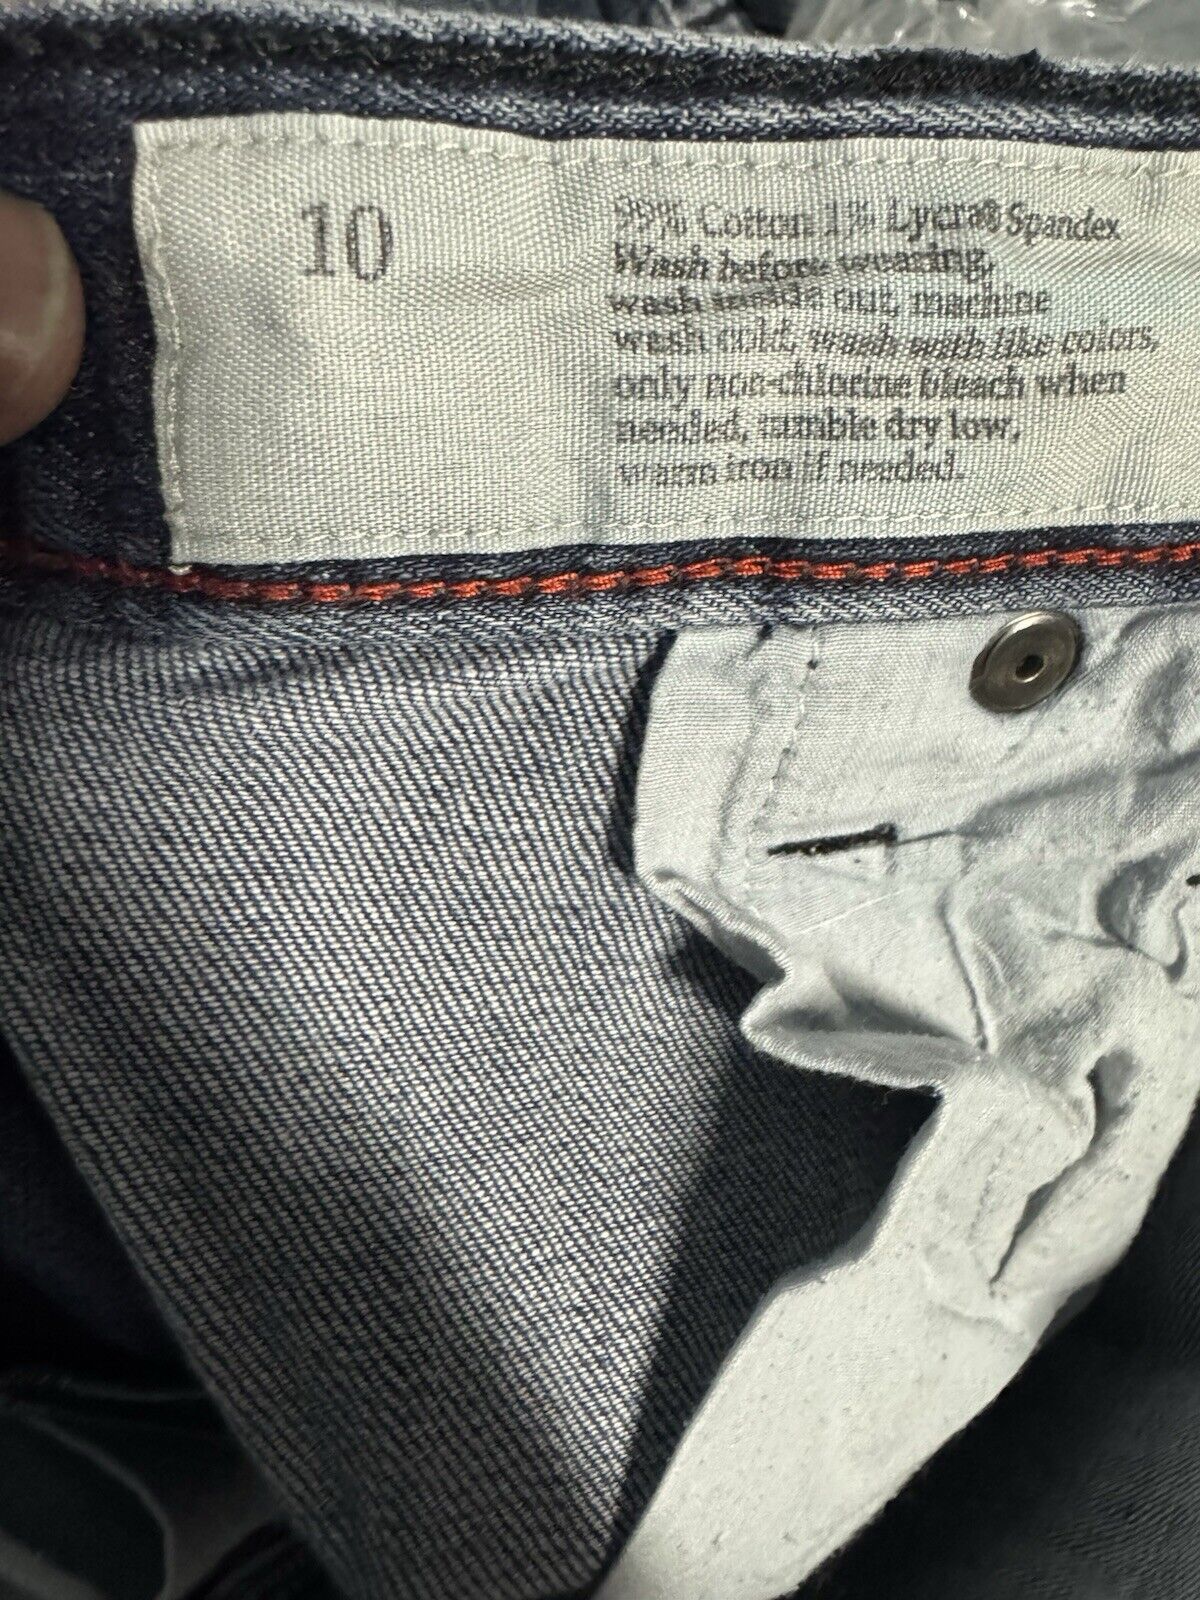 10
99% Cotton 1% Lycra® Spandex
Wash before wearing,
wash inside out, machine
wash cold, wash with like colors,
only non-chlorine bleach when
needed, tumble dry low,
warm iron if needed.